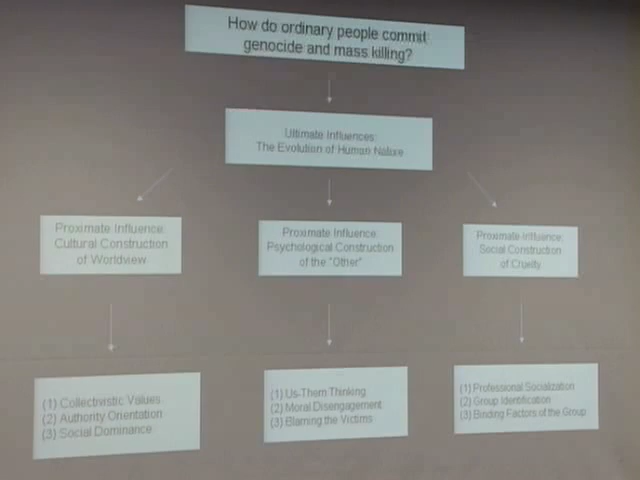 How do ordinary people commit
genocide and mass killing?
Ultimate Influences:
The Evolution of Human Nature
Proximate Influence:
Cultural Construction
of Worldview
Proximate Influence:
Psychological Construction
of the "Other"
Proximate Influence:
Social Construction
of Cruelty
(1) Collectivistic Values
(2) Authority Orientation
(3) Social Dominance
(1) Us-Them Thinking
(2) Moral Disengagement
(3) Blaming the Victims
(1) Professional Socialization
(2) Group Identification
(3) Binding Factors of the Group